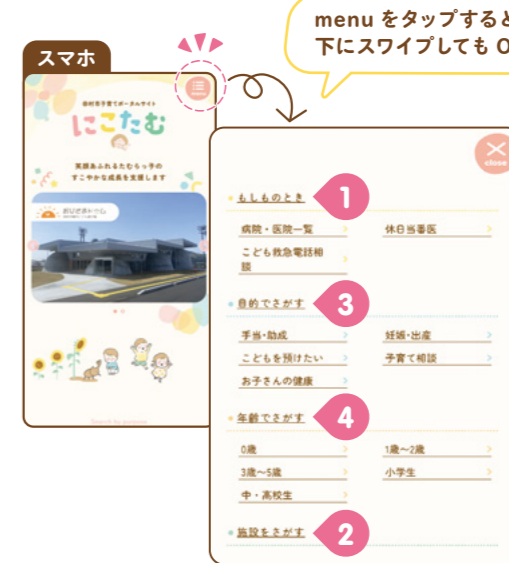 menu をタップすると
下にスワイプしても O
スマホ
menu
田村市子育てポータルサイト
にこたむ
笑顔あふれるたむらっ子の
すこやかな成長を支援します
おひさまドーム
close
もしものとき
1
病院・医院一覧
休日当番医
こども救急電話相
談
目的でさがす
3
手当・助成
妊娠・出産
こどもを預けたい
子育て相談
お子さんの健康
年齢でさがす
4
0歳
1歳〜2歳
3歳〜5歳
小学生
中・高校生
施設をさがす
2